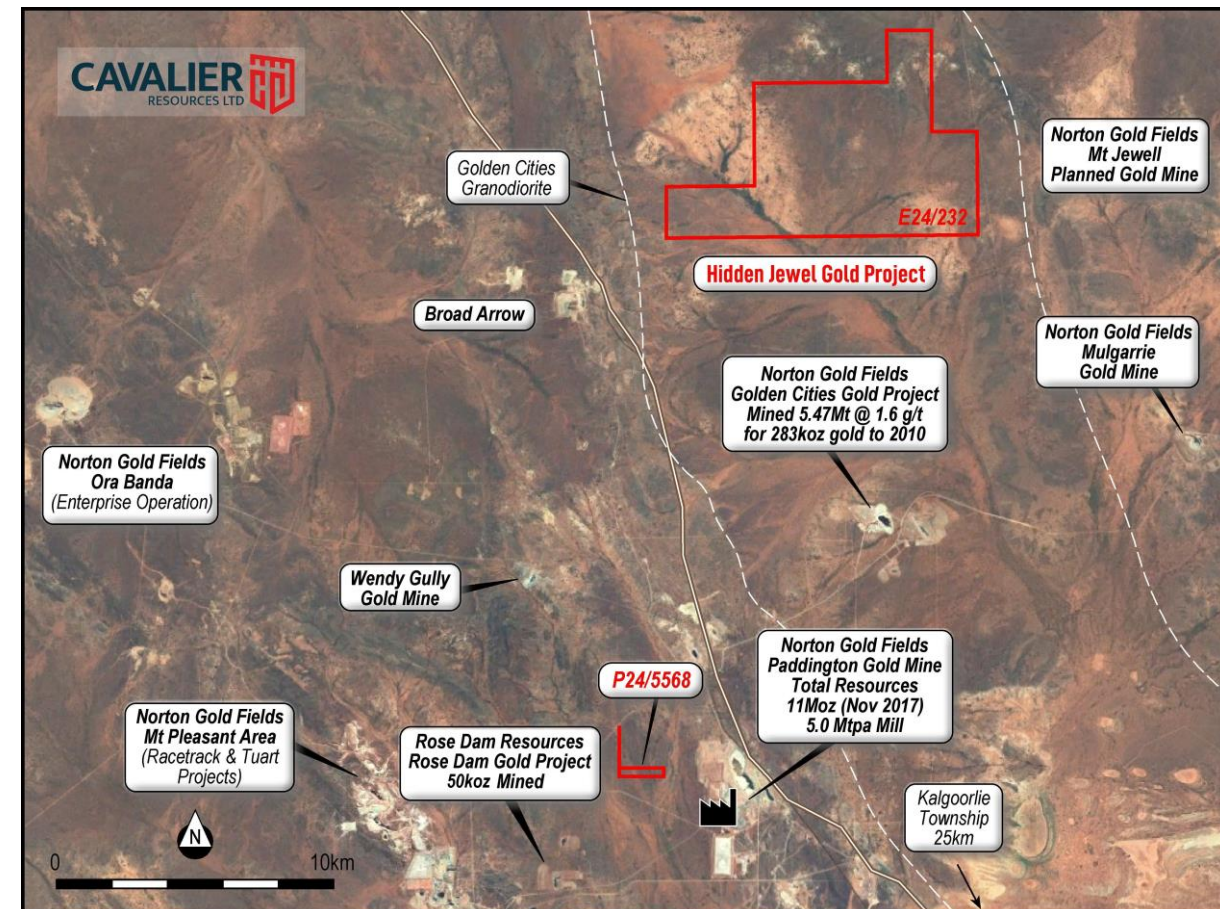 CAVALIER
RESOURCES LTD
Golden Cities
Granodiorite
Norton Gold Fields
Mt Jewell
Planned Gold Mine
E24/232
Hidden Jewel Gold Project
Broad Arrow
Norton Gold Fields
Mulgarrie
Gold Mine
Norton Gold Fields
Golden Cities Gold Project
Mined 5.47Mt @ 1.6 g/t
for 283koz gold to 2010
Norton Gold Fields
Ora Banda
(Enterprise Operation)
Wendy Gully
Gold Mine
P24/5568
Norton Gold Fields
Paddington Gold Mine
Total Resources
11Moz (Nov 2017)
5.0 Mtpa Mill
Norton Gold Fields
Mt Pleasant Area
(Racetrack & Tuart
Projects)
Rose Dam Resources
Rose Dam Gold Project
50koz Mined
Kalgoorlie
Township
25km
N
0
10km